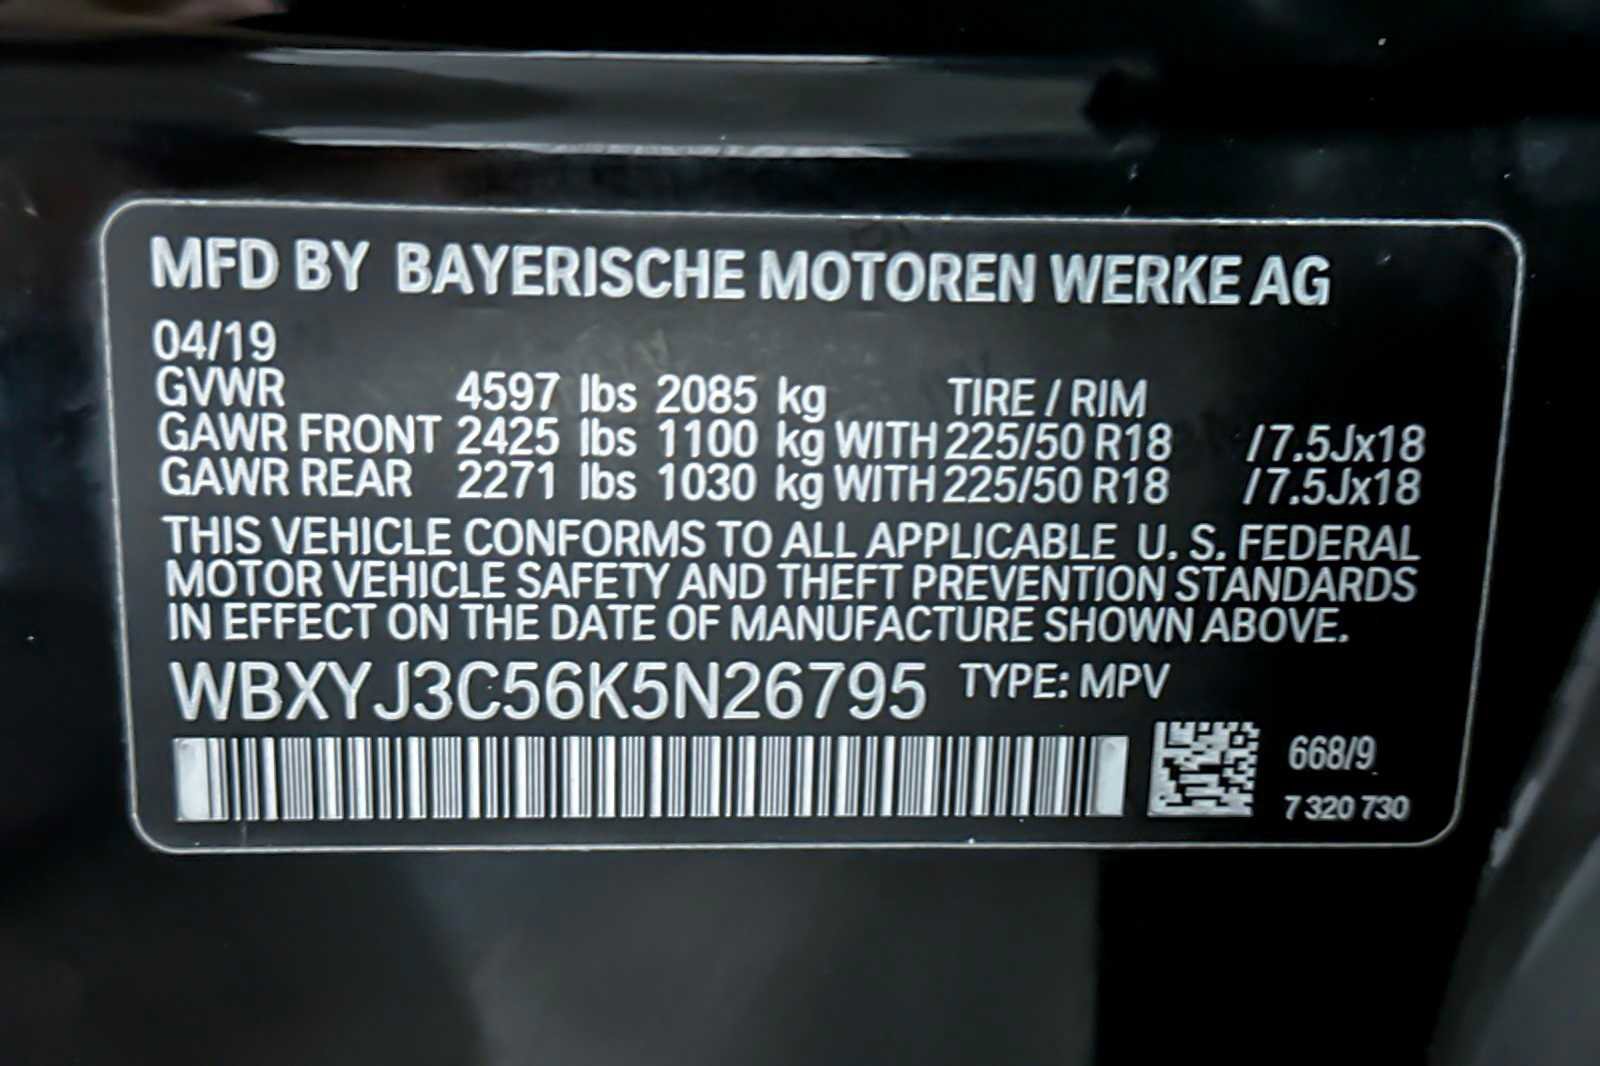 MFD BY BAYERISCHE MOTOREN WERKE AG
04/19
GVWR 4597 lbs 2085 kg TIRE / RIM
GAWR FRONT 2425 lbs 1100 kg WITH 225/50 R18 /7.5Jx18
GAWR REAR 2271 lbs 1030 kg WITH 225/50 R18 /7.5Jx18
THIS VEHICLE CONFORMS TO ALL APPLICABLE U. S. FEDERAL
MOTOR VEHICLE SAFETY AND THEFT PREVENTION STANDARDS
IN EFFECT ON THE DATE OF MANUFACTURE SHOWN ABOVE.
WBXYJ3C56K5N26795 TYPE: MPV
668/9
7 320 730